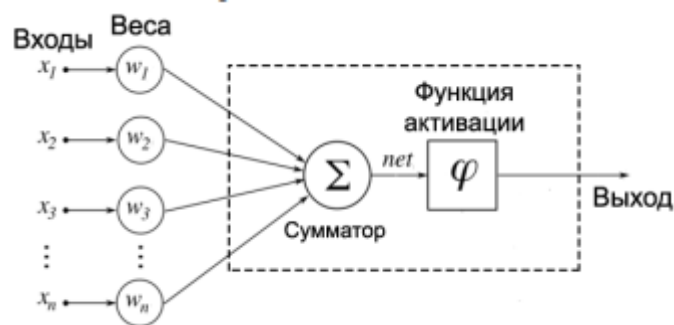 Входы
Веса
x1
w1
x2
w2
x3
w3
xn
wn
Σ
Сумматор
net
Функция
активации
φ
Выход